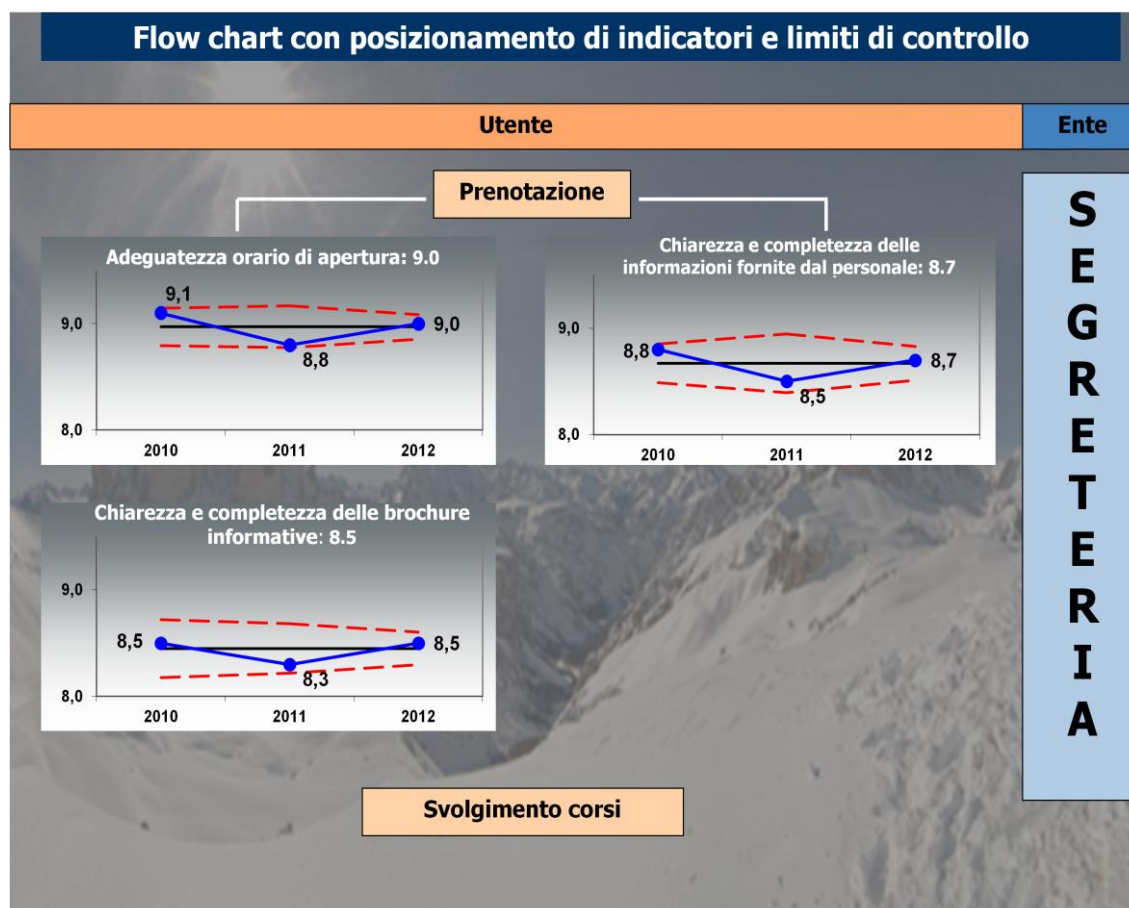 Flow chart con posizionamento di indicatori e limiti di controllo
Utente
Ente
Prenotazione
Adeguatezza orario di apertura: 9.0
9,1
9,0
9,0
8,8
8,0
2010 2011 2012
Chiarezza e completezza delle
informazioni fornite dal personale: 8.7
9,0
8,8
8,7
8,5
8,0
2010 2011 2012
Chiarezza e completezza delle brochure
informative: 8.5
9,0
8,5
8,5
8,3
8,0
2010 2011 2012
Svolgimento corsi
S
E
G
R
E
T
E
R
I
A